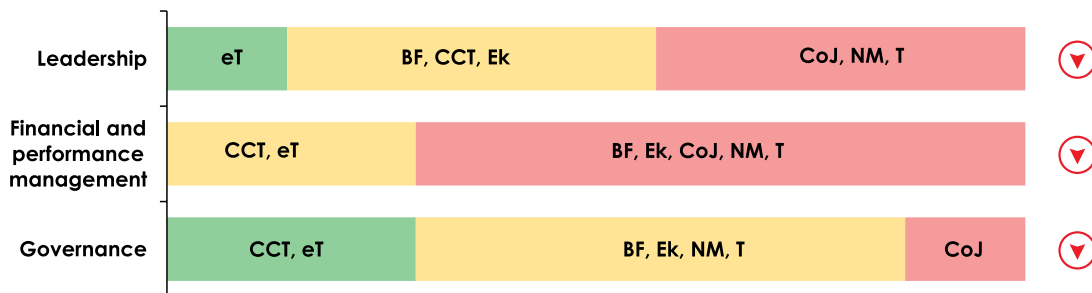 Leadership
eT
BF, CCT, Ek
CoJ, NM, T
Financial and
performance
management
CCT, eT
BF, Ek, CoJ, NM, T
Governance
CCT, eT
BF, Ek, NM, T
CoJ